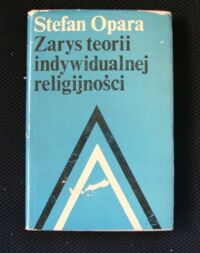 Stefan Opara
Zarys teorii
indywidualnej
religijności